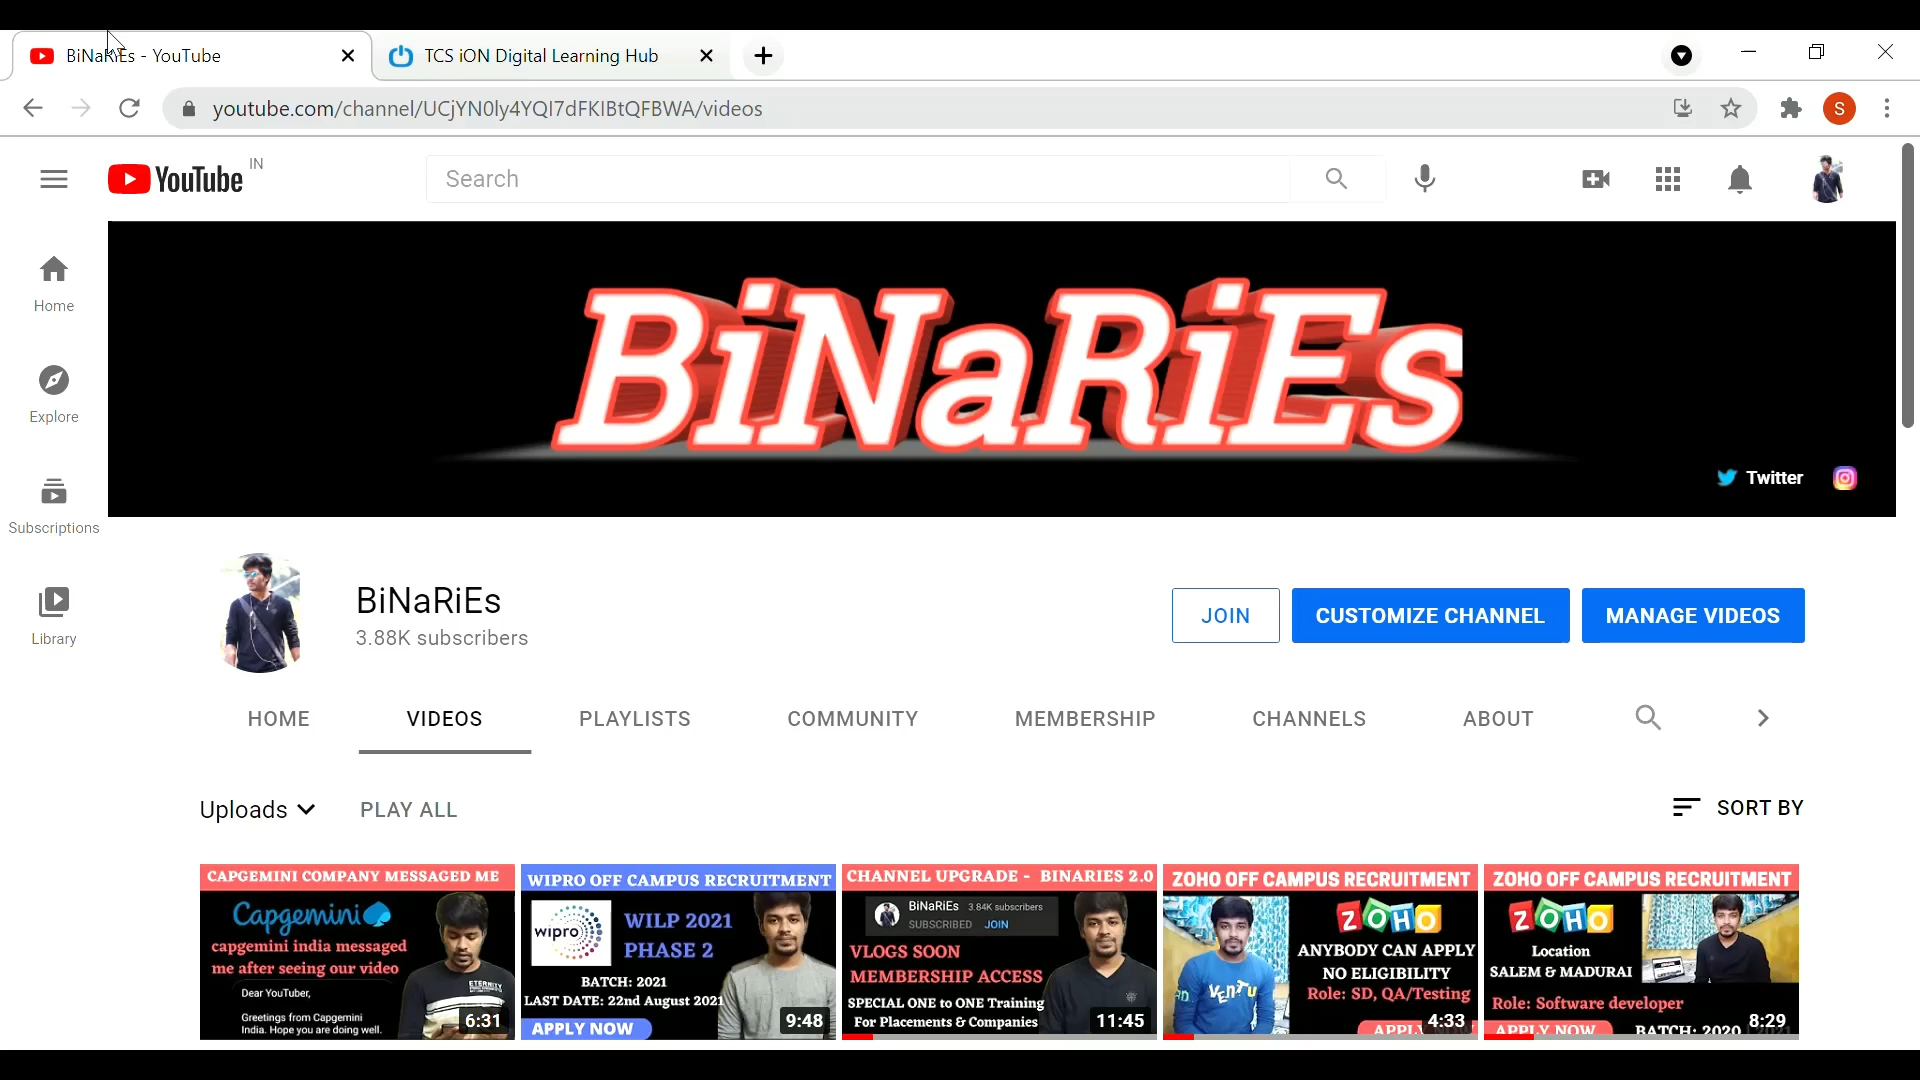 BiNaRiEs - YouTube
TCS iON Digital Learning Hub
youtube.com/channel/UCjYN0ly4YQI7dFKIBtQFBWA/videos
S
YouTube IN
Search
Home
Explore
Subscriptions
Library
BiNaRiEs
Twitter
BiNaRiEs
3.88K subscribers
JOIN
CUSTOMIZE CHANNEL
MANAGE VIDEOS
HOME
VIDEOS
PLAYLISTS
COMMUNITY
MEMBERSHIP
CHANNELS
ABOUT
Uploads
PLAY ALL
SORT BY
CAPGEMINI COMPANY MESSAGED ME
Capgemini
capgemini india messaged
me after seeing our video
Dear YouTuber,
Greetings from Capgemini
India. Hope you are doing well.
ETERNITY
6:31
WIPRO OFF CAMPUS RECRUITMENT
wipro
WILP 2021
PHASE 2
BATCH: 2021
LAST DATE: 22nd August 2021
APPLY NOW
9:48
CHANNEL UPGRADE - BINARIES 2.0
BiNaRiEs 3.84K subscribers
SUBSCRIBED JOIN
VLOGS SOON
MEMBERSHIP ACCESS
SPECIAL ONE to ONE Training
For Placements & Companies
11:45
ZOHO OFF CAMPUS RECRUITMENT
ZOHO
ANYBODY CAN APPLY
NO ELIGIBILITY
Role: SD, QA/Testing
APPLY NOW
4:33
ZOHO OFF CAMPUS RECRUITMENT
ZOHO
Location
SALEM & MADURAI
Role: Software developer
APPLY NOW
BATCH: 2020
8:29